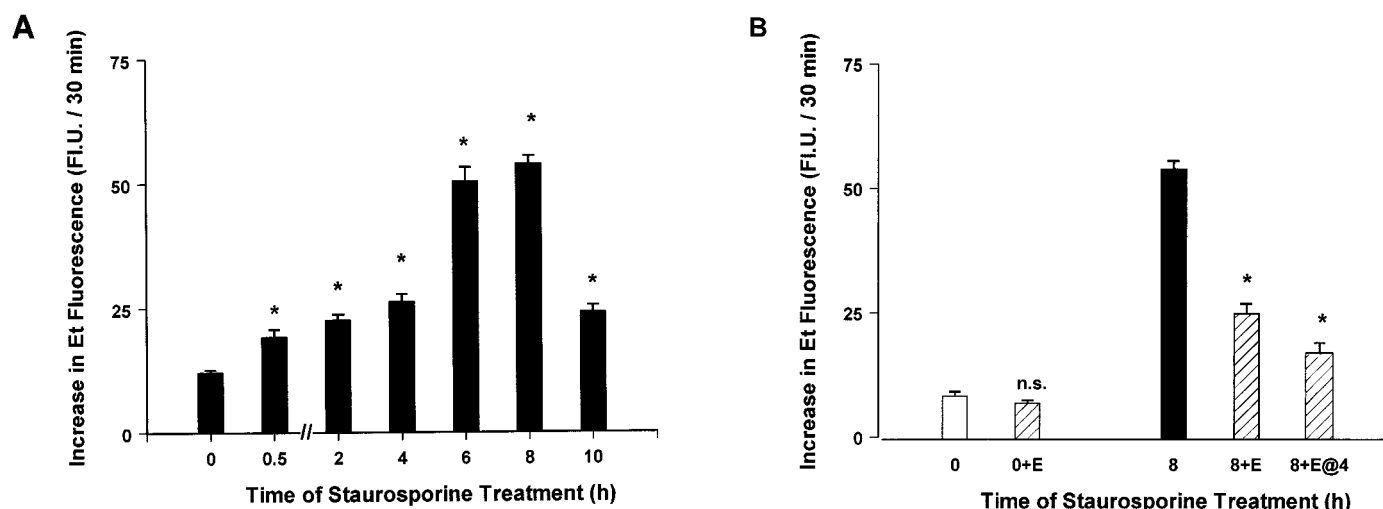 A
Increase in Et Fluorescence (Fl.U. / 30 min)
75
50
25
0
*
*
*
*
*
*
0
0.5
//
2
4
6
8
10
Time of Staurosporine Treatment (h)
B
Increase in Et Fluorescence (Fl.U. / 30 min)
75
50
25
0
n.s.
*
*
0
0+E
8
8+E
8+E@4
Time of Staurosporine Treatment (h)